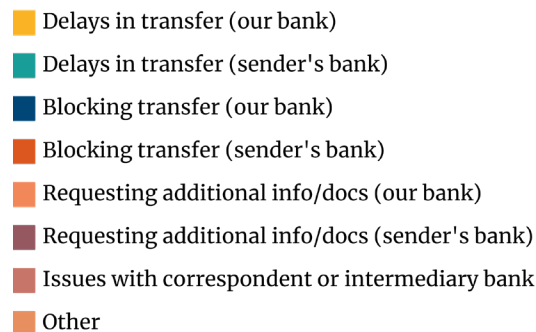 Delays in transfer (our bank)
Delays in transfer (sender's bank)
Blocking transfer (our bank)
Blocking transfer (sender's bank)
Requesting additional info/docs (our bank)
Requesting additional info/docs (sender's bank)
Issues with correspondent or intermediary bank
Other